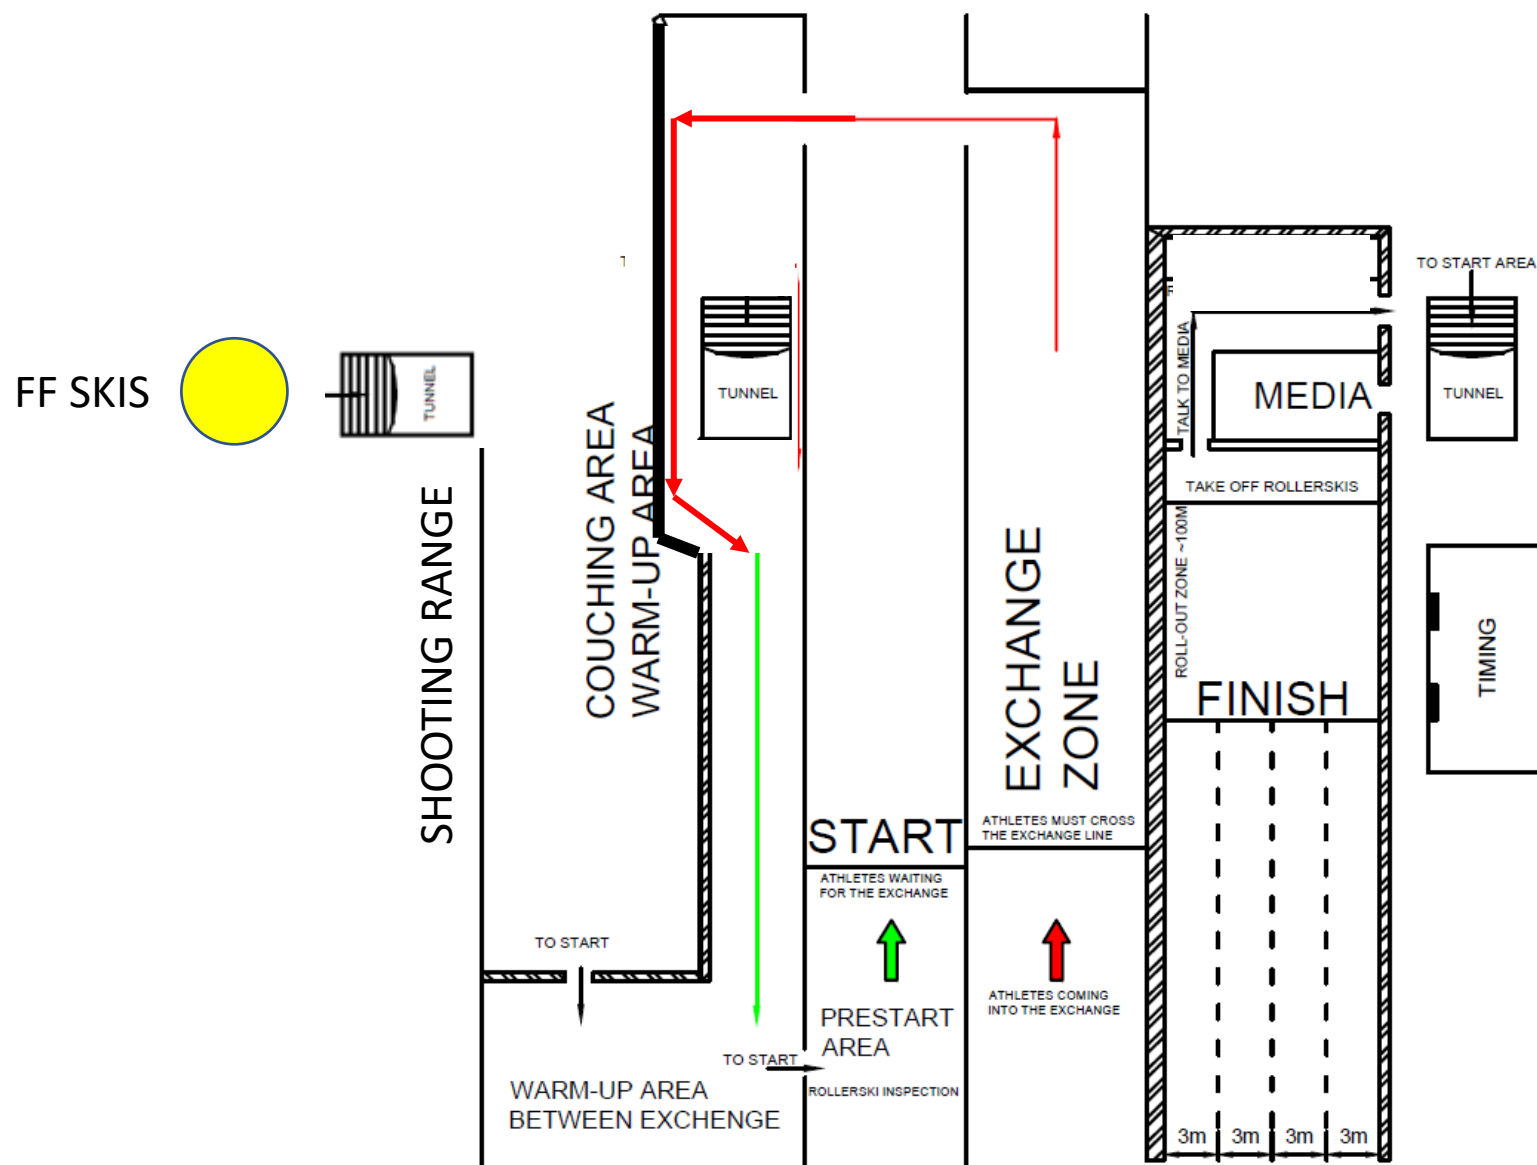 TO START AREA
FF SKIS
TUNNEL
TUNNEL
TUNNEL
TALK TO MEDIA
MEDIA
TAKE OFF ROLLERSKIS
SHOOTING RANGE
COUCHING AREA
WARM-UP AREA
EXCHANGE
ZONE
ROLL-OUT ZONE ~100M
TIMING
FINISH
START
ATHLETES MUST CROSS
THE EXCHANGE LINE
ATHLETES WAITING
FOR THE EXCHANGE
TO START
ATHLETES COMING
INTO THE EXCHANGE
PRESTART
AREA
TO START
ROLLERSKI INSPECTION
WARM-UP AREA
BETWEEN EXCHENGE
3m 3m 3m 3m